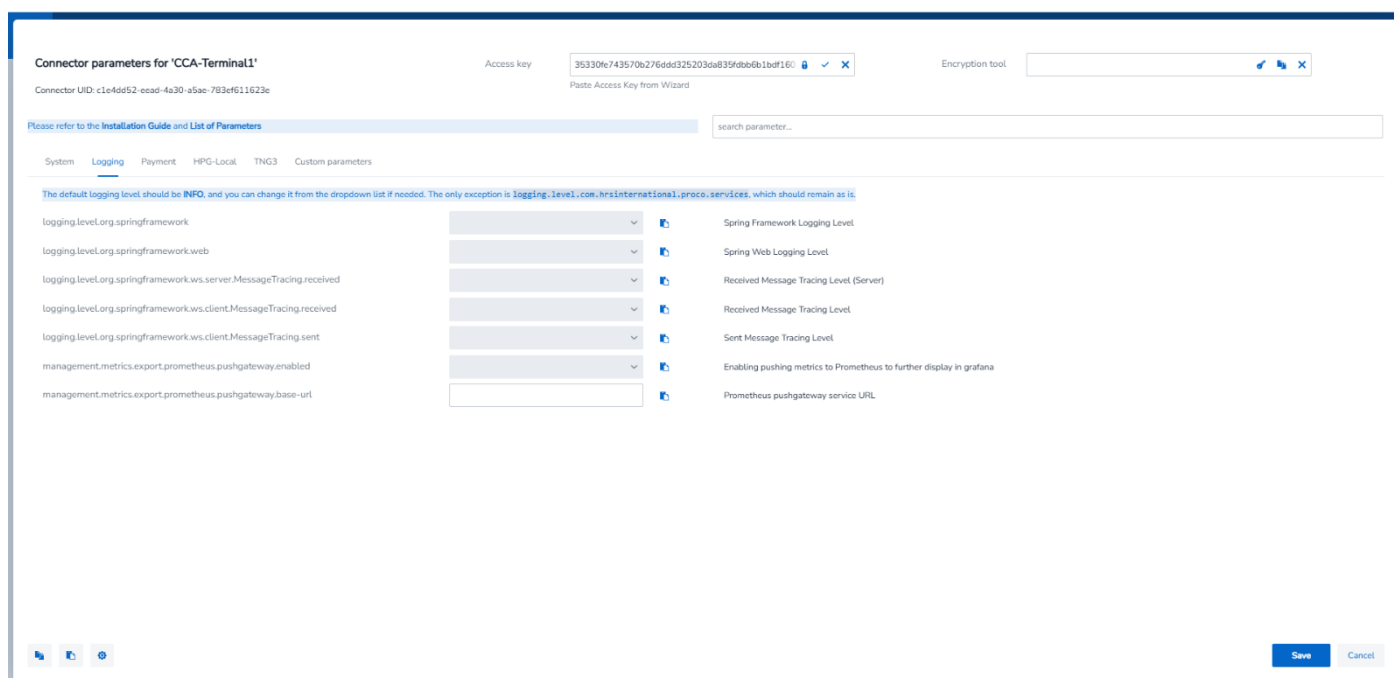 Connector parameters for 'CCA-Terminal1'
Access key
35330fe743570b276ddd325203da835fdbb6b1bdf160
Encryption tool
Connector UID: c1e4dd52-eead-4a30-a5ae-783ef611623e
Paste Access Key from Wizard
Please refer to the Installation Guide and List of Parameters
search parameter...
System Logging Payment HPG-Local TNG3 Custom parameters
The default logging level should be INFO, and you can change it from the dropdown list if needed. The only exception is logging.level.com.hrsinternational.proco.services, which should remain as is.
logging.level.org.springframework Spring Framework Logging Level
logging.level.org.springframework.web Spring Web Logging Level
logging.level.org.springframework.ws.server.MessageTracing.received Received Message Tracing Level (Server)
logging.level.org.springframework.ws.client.MessageTracing.received Received Message Tracing Level
logging.level.org.springframework.ws.client.MessageTracing.sent Sent Message Tracing Level
management.metrics.export.prometheus.pushgateway.enabled Enabling pushing metrics to Prometheus to further display in grafana
management.metrics.export.prometheus.pushgateway.base-url Prometheus pushgateway service URL
Save Cancel